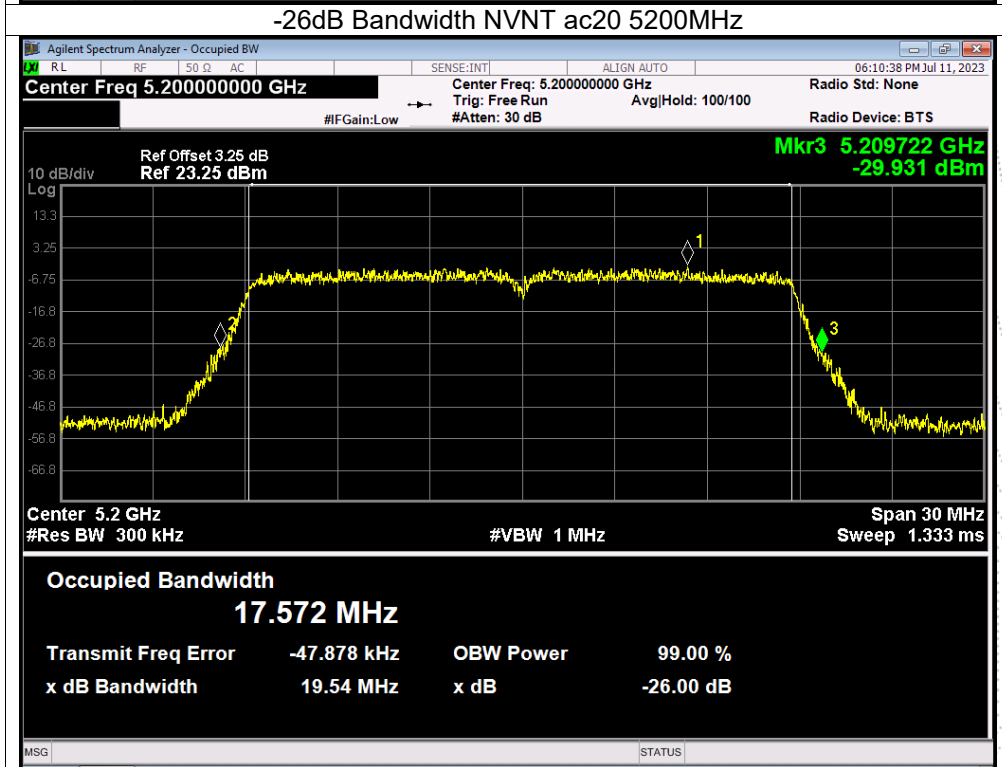 -26dB Bandwidth NVNT ac20 5200MHz
Agilent Spectrum Analyzer - Occupied BW
LXI RL RF 50 Ω AC SENSE:INT ALIGN AUTO 06:10:38 PM Jul 11, 2023
Center Freq 5.200000000 GHz Center Freq: 5.200000000 GHz Radio Std: None
Trig: Free Run Avg|Hold: 100/100
#IFGain:Low #Atten: 30 dB Radio Device: BTS
Mkr3 5.209722 GHz
Ref Offset 3.25 dB
10 dB/div Ref 23.25 dBm -29.931 dBm
Log
13.3
3.25
1
-6.75
-16.8
2
3
-26.8
-36.8
-46.8
-56.8
-66.8
Center 5.2 GHz Span 30 MHz
#Res BW 300 kHz #VBW 1 MHz Sweep 1.333 ms
Occupied Bandwidth
17.572 MHz
Transmit Freq Error -47.878 kHz OBW Power 99.00 %
x dB Bandwidth 19.54 MHz x dB -26.00 dB
MSG STATUS